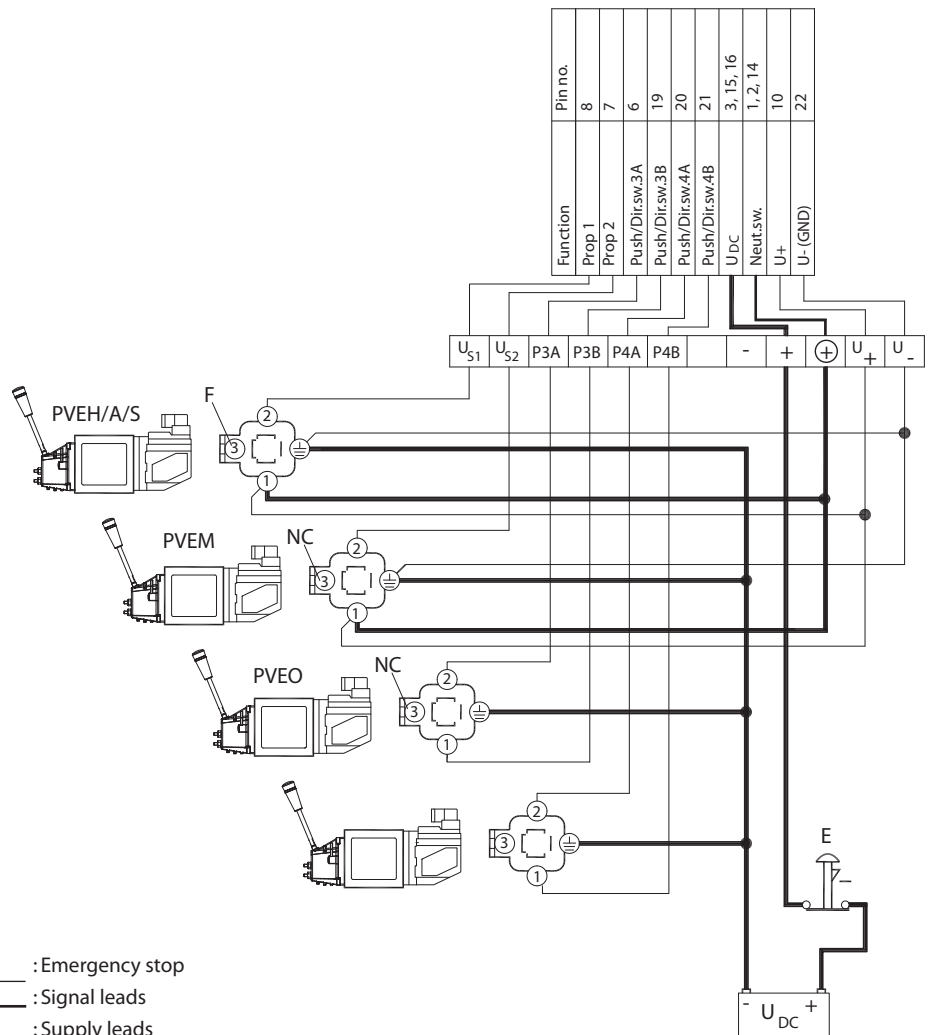 Function Pin no.
Prop 1 8
Prop 2 7
Push/Dir.sw.3A 6
Push/Dir.sw.3B 19
Push/Dir.sw.4A 20
Push/Dir.sw.4B 21
UDC 3, 15, 16
Neut.sw. 1, 2, 14
U+ 10
U- (GND) 22
US1 US2 P3A P3B P4A P4B - + + U+ U-
PVEH/A/S
F
2
3
1
PVEM
NC
2
3
1
PVEO
NC
2
3
1
2
3
1
E
: Emergency stop
: Signal leads
: Supply leads
- UDC +